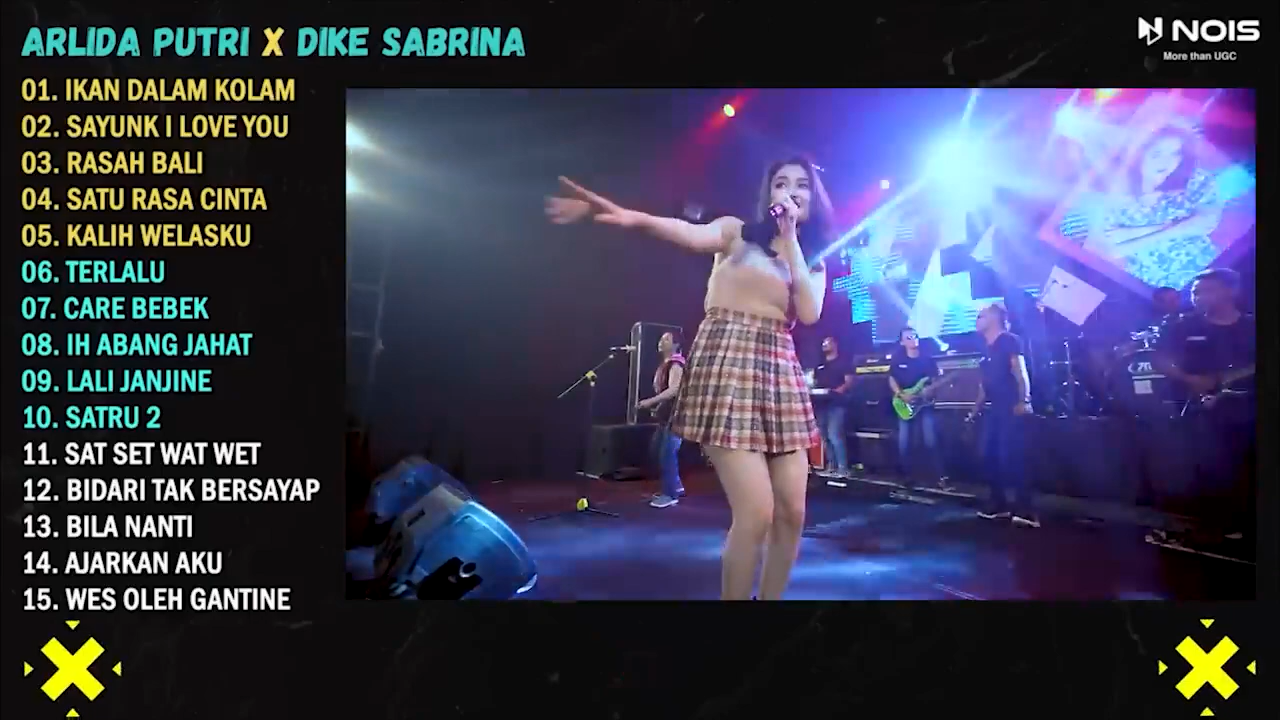 ARLIDA PUTRI X DIKE SABRINA
NOIS
More than UGC
01. IKAN DALAM KOLAM
02. SAYUNK I LOVE YOU
03. RASAH BALI
04. SATU RASA CINTA
05. KALIH WELASKU
06. TERLALU
07. CARE BEBEK
08. IH ABANG JAHAT
09. LALI JANJINE
10. SATRU 2
11. SAT SET WAT WET
12. BIDARI TAK BERSAYAP
13. BILA NANTI
14. AJARKAN AKU
15. WES OLEH GANTINE